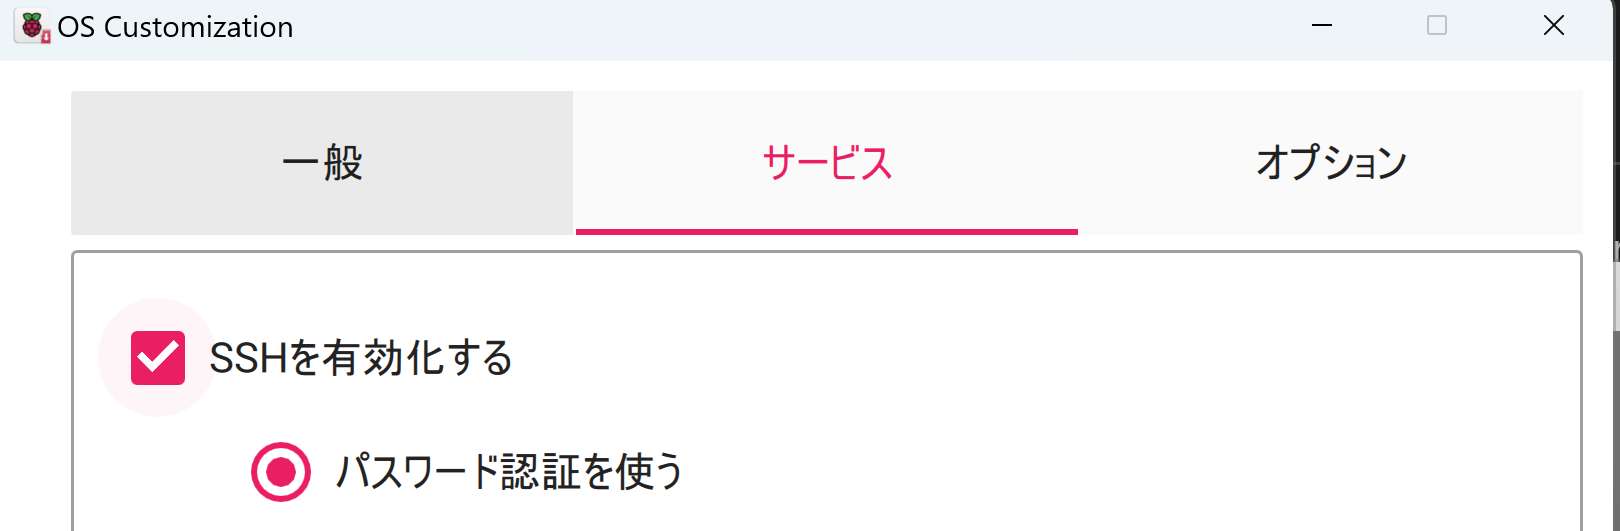 OS Customization
一般
サービス
オプション
SSHを有効化する
パスワード認証を使う